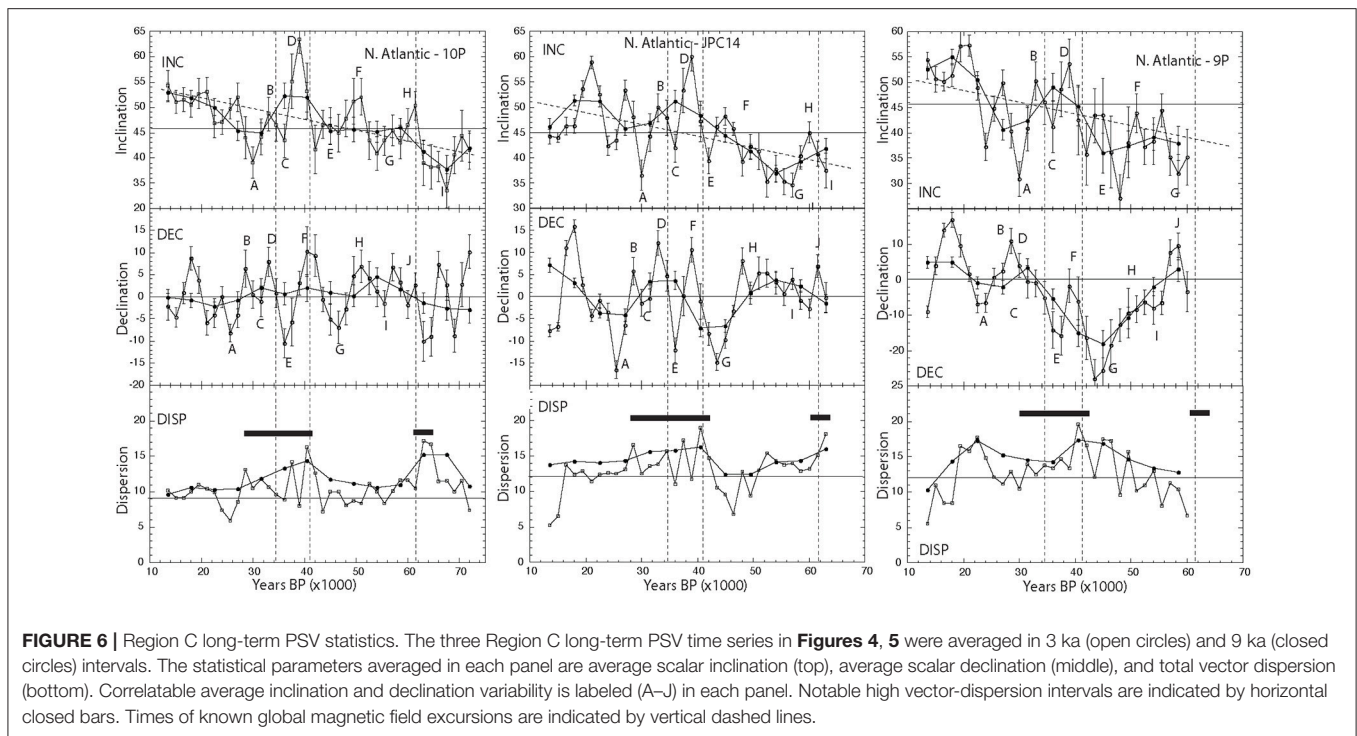 N. Atlantic - 10P
INC
Inclination
65
60
55
50
45
40
35
30
25
20
A
B
C
D
E
F
G
H
I
DEC
Declination
15
10
5
0
-5
-10
-15
-20
A
B
C
D
E
F
G
H
I
J
DISP
Dispersion
25
20
15
10
5
0
10 20 30 40 50 60 70
Years BP (x1000)
N. Atlantic - JPC14
INC
Inclination
65
60
55
50
45
40
35
30
A
B
C
D
E
F
G
H
I
DEC
Declination
20
15
10
5
0
-5
-10
-15
-20
A
B
C
D
E
F
G
H
I
J
DISP
Dispersion
25
20
15
10
5
0
10 20 30 40 50 60 70
Years BP (x1000)
N. Atlantic - 9P
INC
Inclination
60
55
50
45
40
35
30
A
B
C
D
E
F
G
DEC
Declination
20
10
0
-10
-20
25
A
B
C
D
E
F
G
H
I
J
DISP
Dispersion
20
15
10
5
0
10 20 30 40 50 60 70
Years BP (x1000)
FIGURE 6 | Region C long-term PSV statistics. The three Region C long-term PSV time series in Figures 4, 5 were averaged in 3 ka (open circles) and 9 ka (closed
circles) intervals. The statistical parameters averaged in each panel are average scalar inclination (top), average scalar declination (middle), and total vector dispersion
(bottom). Correlatable average inclination and declination variability is labeled (A–J) in each panel. Notable high vector-dispersion intervals are indicated by horizontal
closed bars. Times of known global magnetic field excursions are indicated by vertical dashed lines.